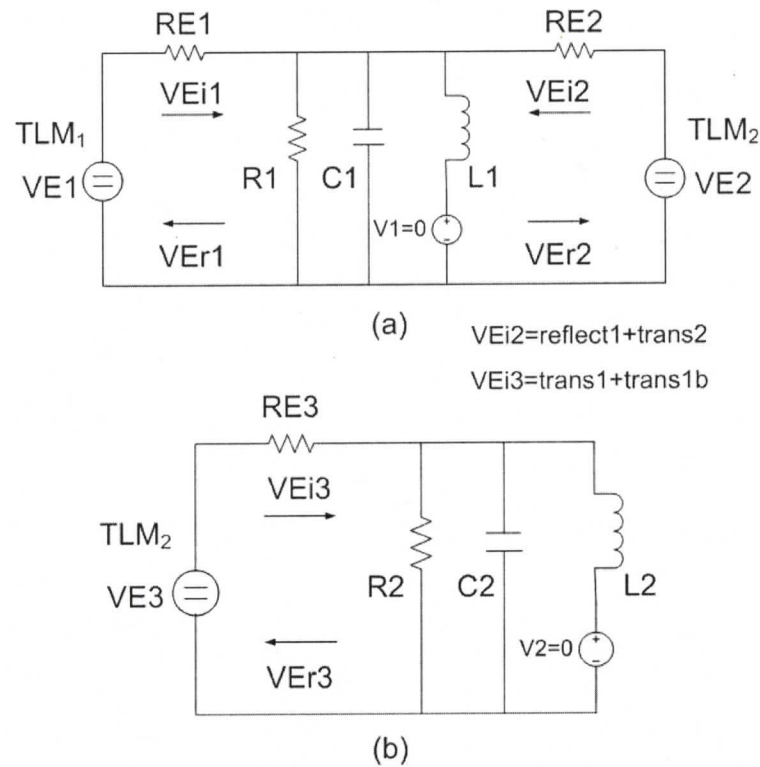 RE1
RE2
VEi1
VEi2
TLM₁
TLM₂
VE1
R1
C1
L1
VE2
V1=0
VEr1
VEr2
(a)
VEi2=reflect1+trans2
VEi3=trans1+trans1b
RE3
VEi3
TLM₂
VE3
R2
C2
L2
V2=0
VEr3
(b)